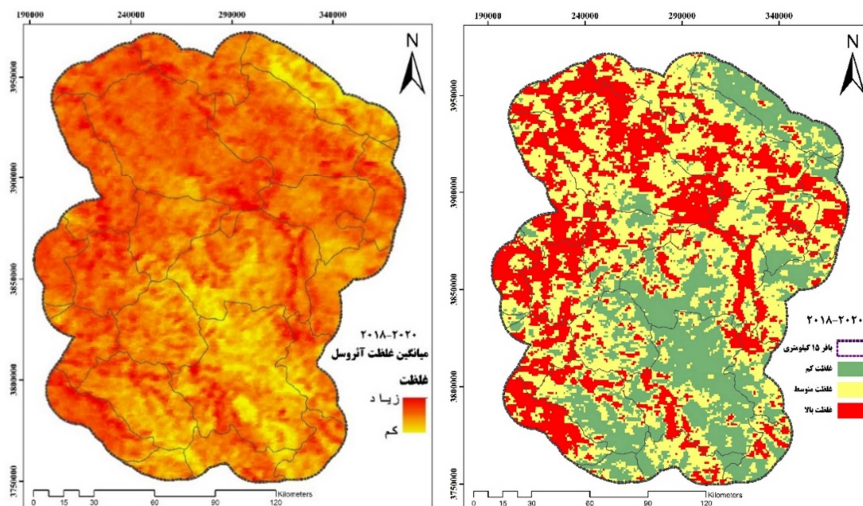 190000 240000 290000 340000
N
3950000
3900000
3850000
3800000
3750000
۲۰۱۸-۲۰۲۰
میانگین غلظت آئروسل
غلظت
زیاد
کم
0 15 30 60 90 120
Kilometers
190000 240000 290000 340000
N
3950000
3900000
3850000
3800000
3750000
۲۰۱۸-۲۰۲۰
بافر ۱۵ کیلومتری
غلظت کم
غلظت متوسط
غلظت بالا
0 15 30 60 90 120
Kilometers